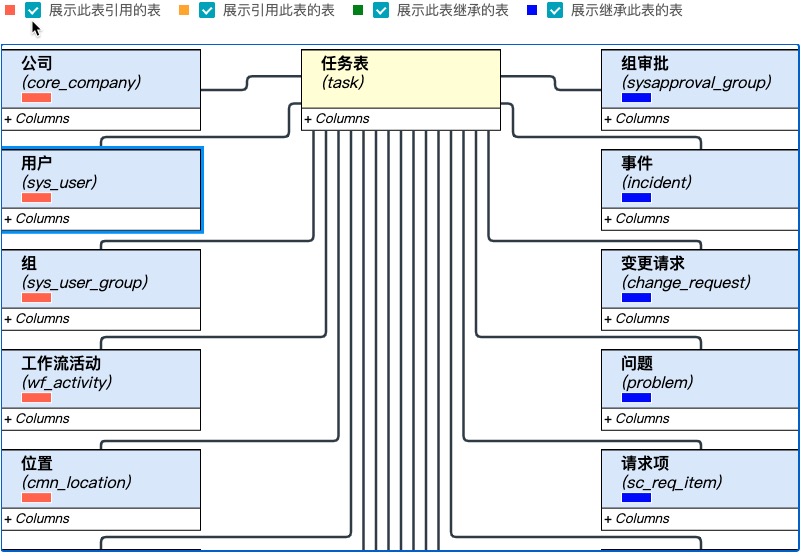 展示此表引用的表 展示引用此表的表 展示此表继承的表 展示继承此表的表
公司
(core_company)
+ Columns
任务表
(task)
+ Columns
组审批
(sysapproval_group)
+ Columns
用户
(sys_user)
+ Columns
事件
(incident)
+ Columns
组
(sys_user_group)
+ Columns
变更请求
(change_request)
+ Columns
工作流活动
(wf_activity)
+ Columns
问题
(problem)
+ Columns
位置
(cmn_location)
+ Columns
请求项
(sc_req_item)
+ Columns